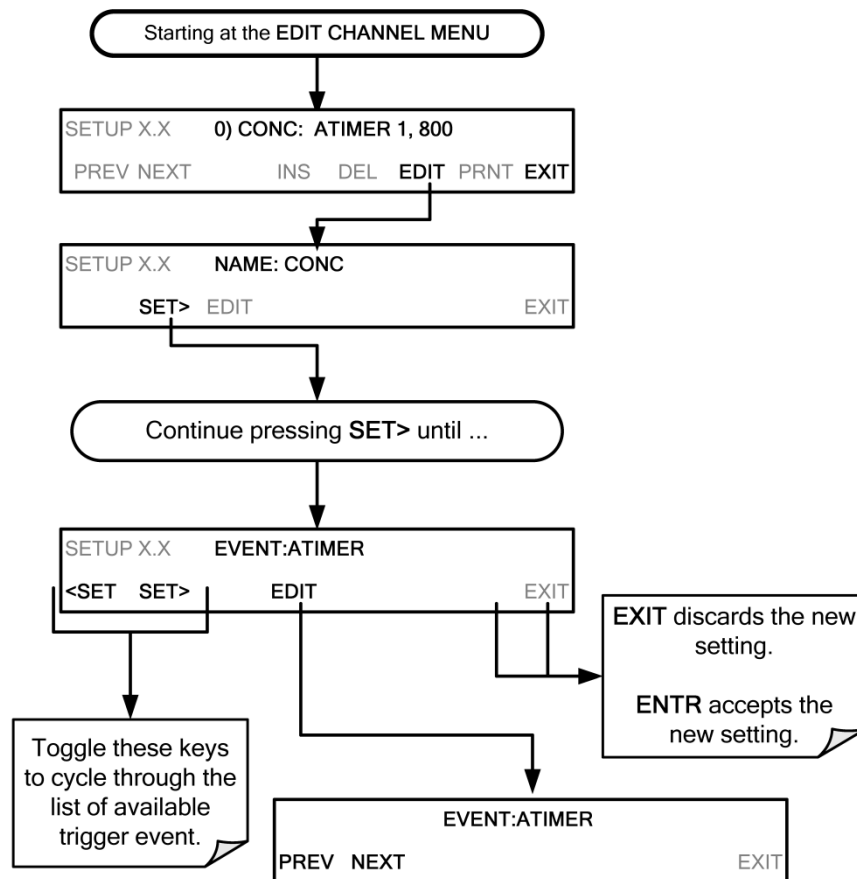 Starting at the EDIT CHANNEL MENU
SETUP X.X 0) CONC: ATIMER 1, 800
PREV NEXT INS DEL EDIT PRNT EXIT
SETUP X.X NAME: CONC
SET> EDIT EXIT
Continue pressing SET> until ...
SETUP X.X EVENT:ATIMER
<SET SET> EDIT EXIT
EXIT discards the new
setting.
ENTR accepts the
new setting.
Toggle these keys
to cycle through the
list of available
trigger event.
EVENT:ATIMER
PREV NEXT EXIT